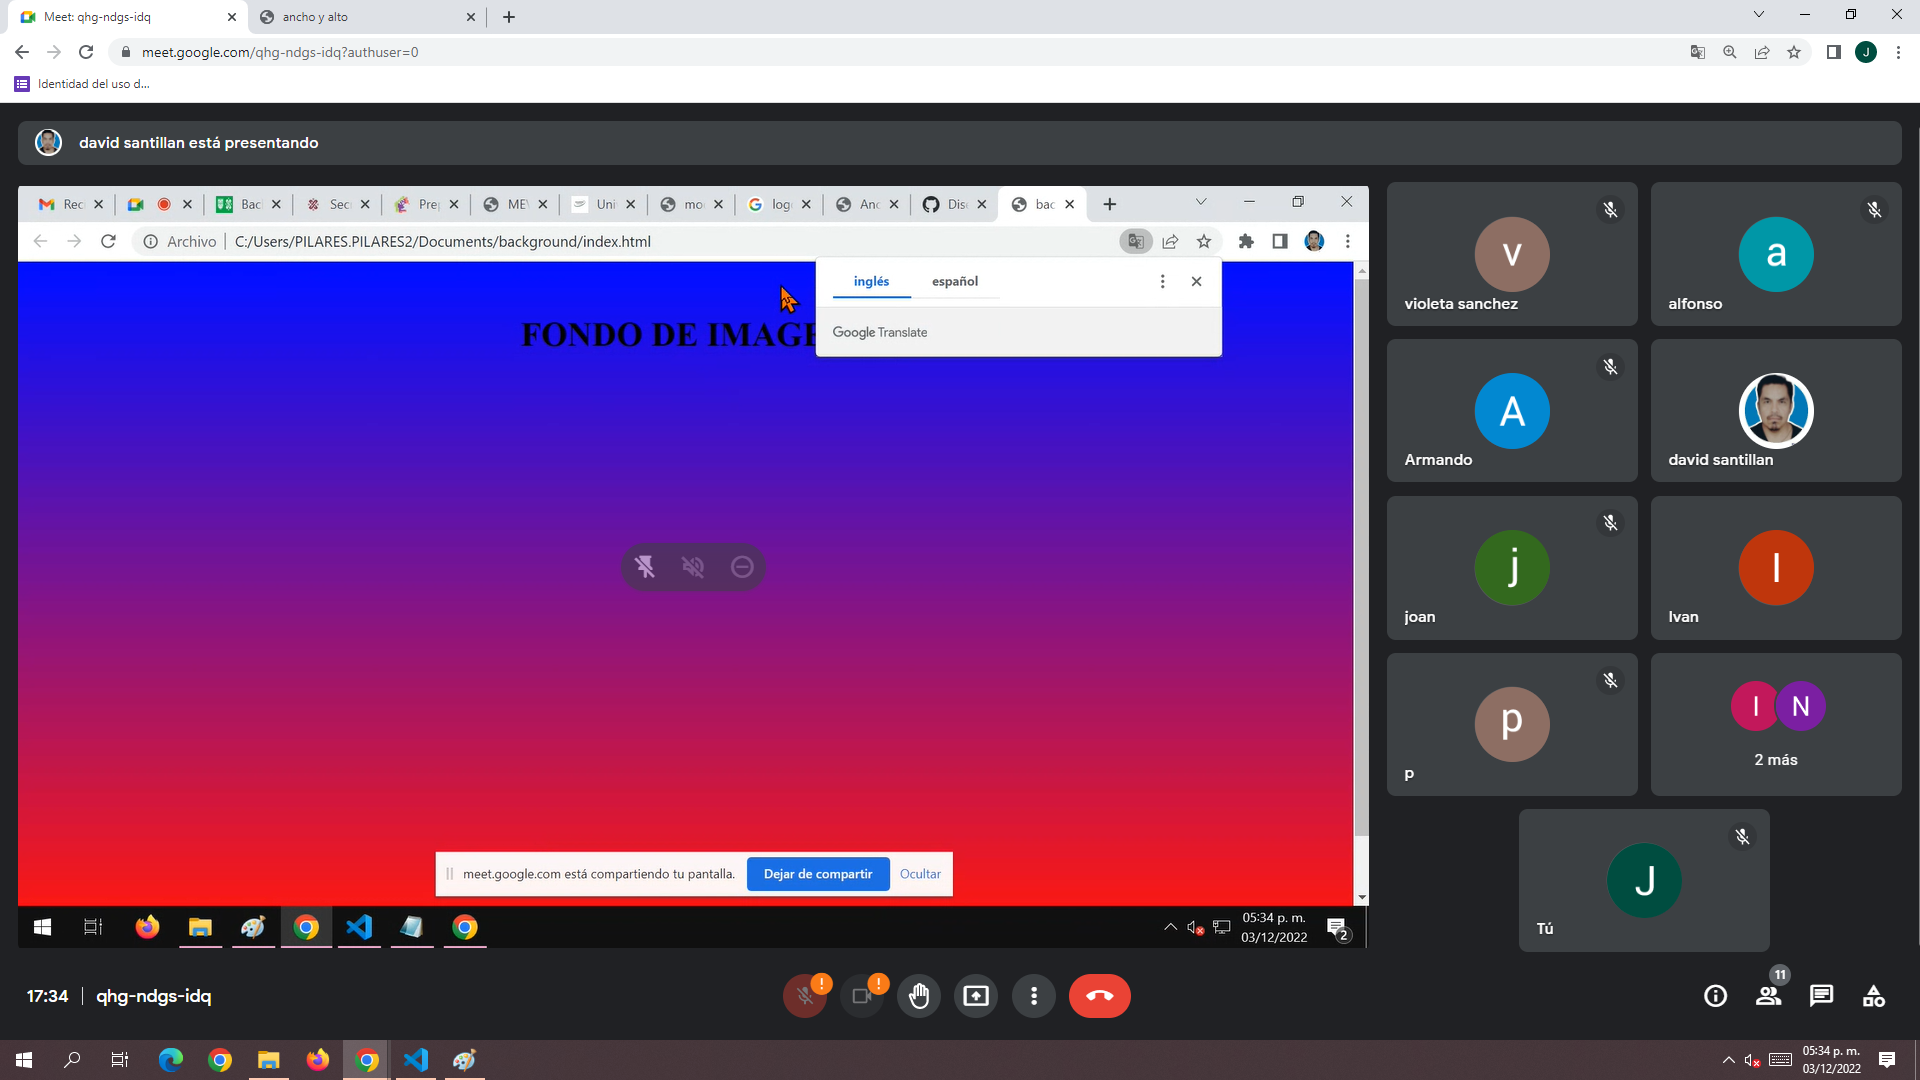 Meet: qhg-ndgs-idq
ancho y alto
meet.google.com/qhg-ndgs-idq?authuser=0
J
Identidad del uso d...
david santillan está presentando
Rec
Bac
Sec
Pre
ME
Uni
mo
log
Anc
Dis
bac
Archivo
C:/Users/PILARES.PILARES2/Documents/background/index.html
inglés
español
Google Translate
FONDO DE IMAGE
meet.google.com está compartiendo tu pantalla.
Dejar de compartir
Ocultar
05:34 p. m.
03/12/2022
2
v
violeta sanchez
a
alfonso
A
Armando
david santillan
j
joan
I
Ivan
p
p
I
N
2 más
J
Tú
17:34
qhg-ndgs-idq
!
!
11
05:34 p. m.
03/12/2022